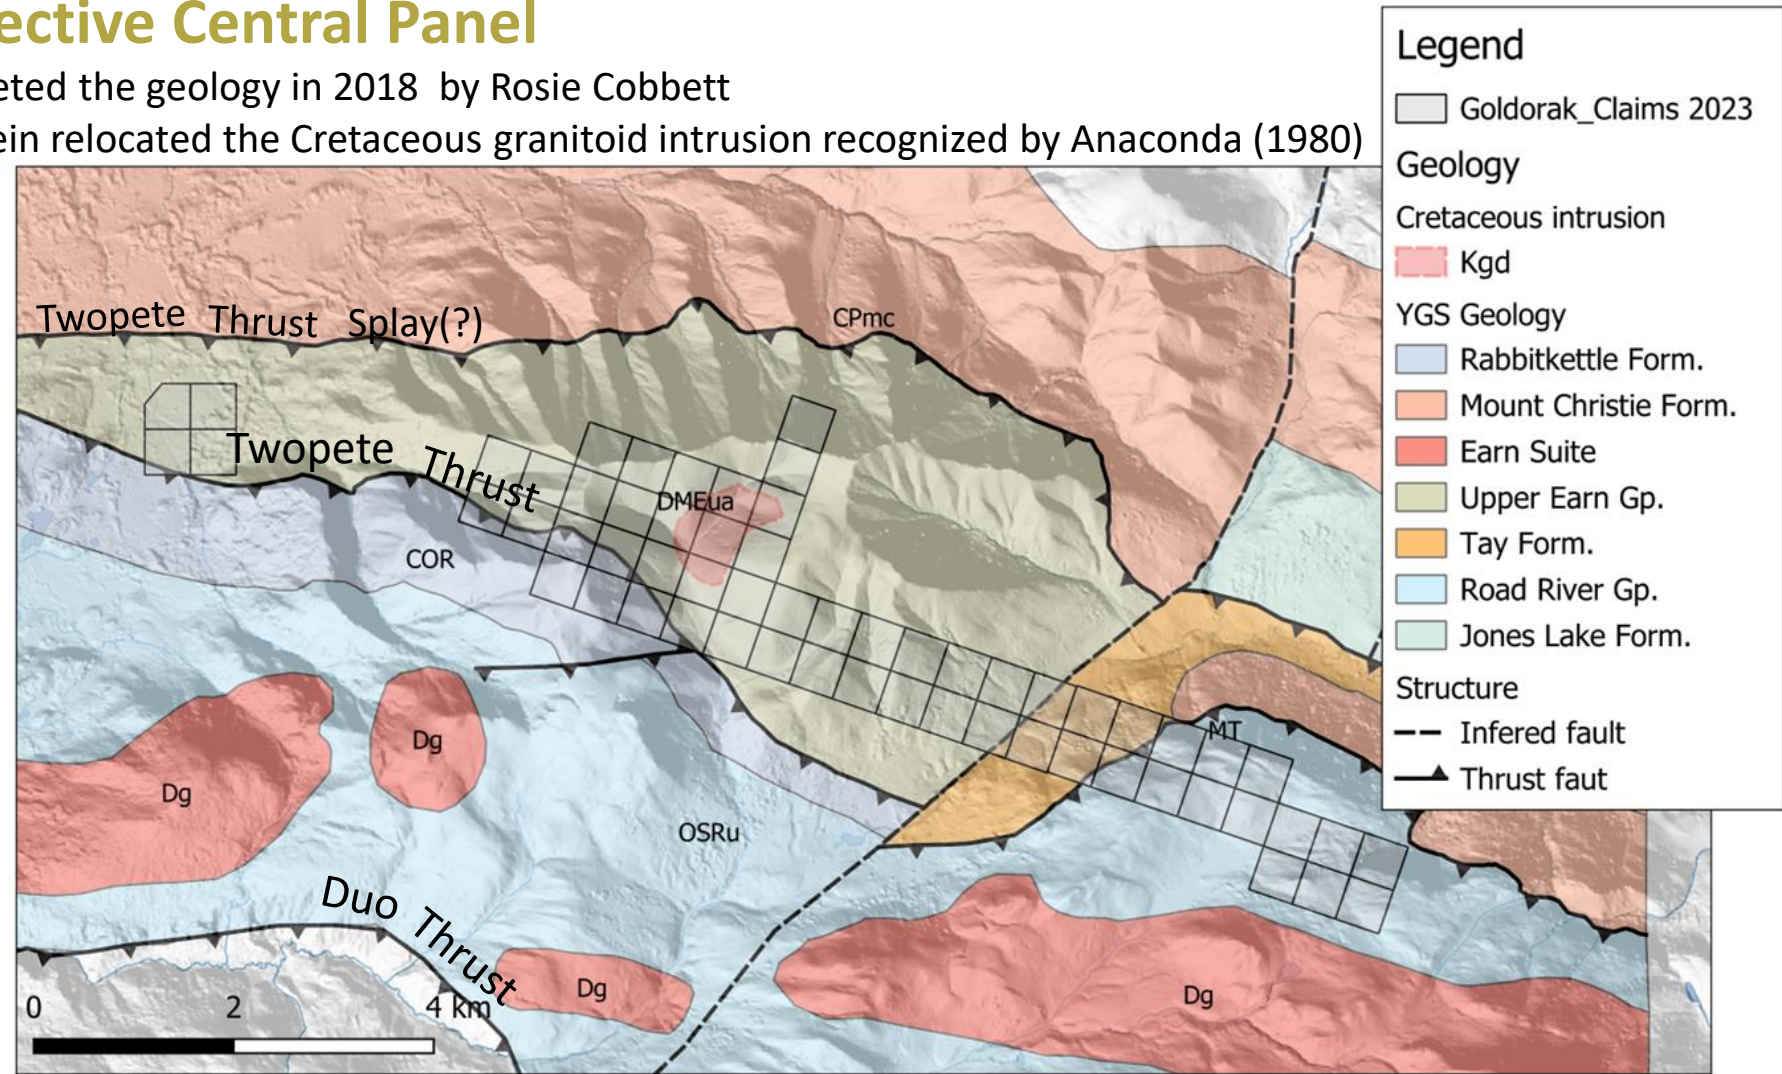 ective Central Panel
eted the geology in 2018 by Rosie Cobbett
ein relocated the Cretaceous granitoid intrusion recognized by Anaconda (1980)
Legend
Goldorak_Claims 2023
Geology
Cretaceous intrusion
Kgd
YGS Geology
Rabbitkettle Form.
Mount Christie Form.
Earn Suite
Upper Earn Gp.
Tay Form.
Road River Gp.
Jones Lake Form.
Structure
Infered fault
Thrust faut
Twopete Thrust Splay(?)
CPmc
Twopete Thrust
DMEua
COR
MT
Dg
Dg
OSRu
Duo Thrust
Dg
Dg
0 2 4 km